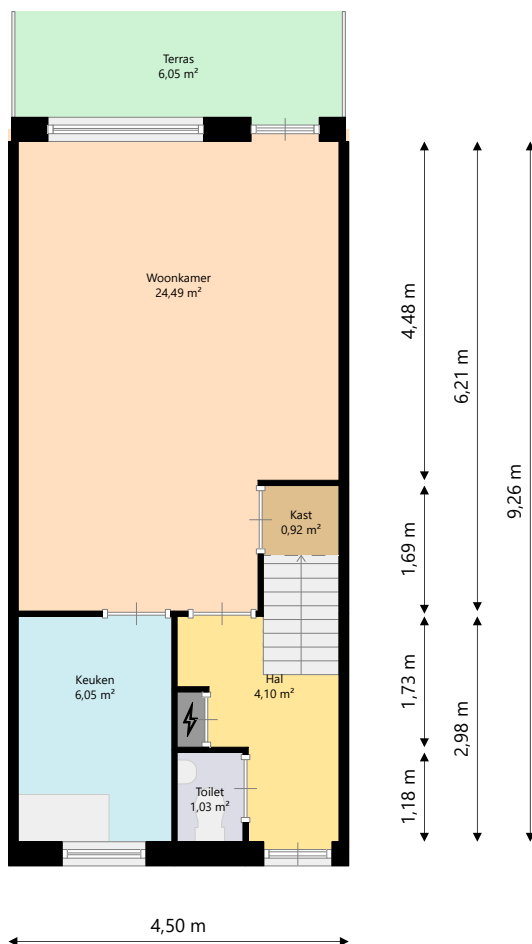 Terras
6,05 m²
Woonkamer
24,49 m²
Kast
0,92 m²
Keuken
6,05 m²
Hal
4,10 m²
Toilet
1,03 m²
4,48 m
6,21 m
9,26 m
1,69 m
1,73 m
2,98 m
1,18 m
4,50 m